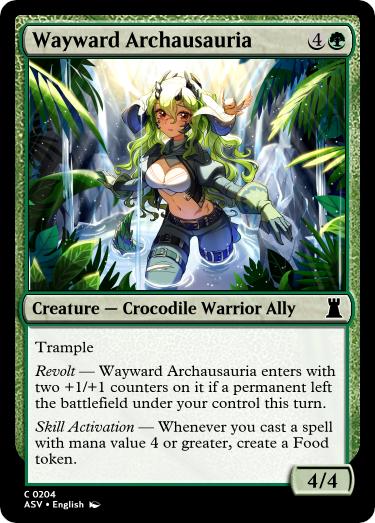 Wayward Archausauria 4
Creature — Crocodile Warrior Ally
Trample
Revolt — Wayward Archausauria enters with
two +1/+1 counters on it if a permanent left
the battlefield under your control this turn.
Skill Activation — Whenever you cast a spell
with mana value 4 or greater, create a Food
token.
4/4
C 0204
ASV • English